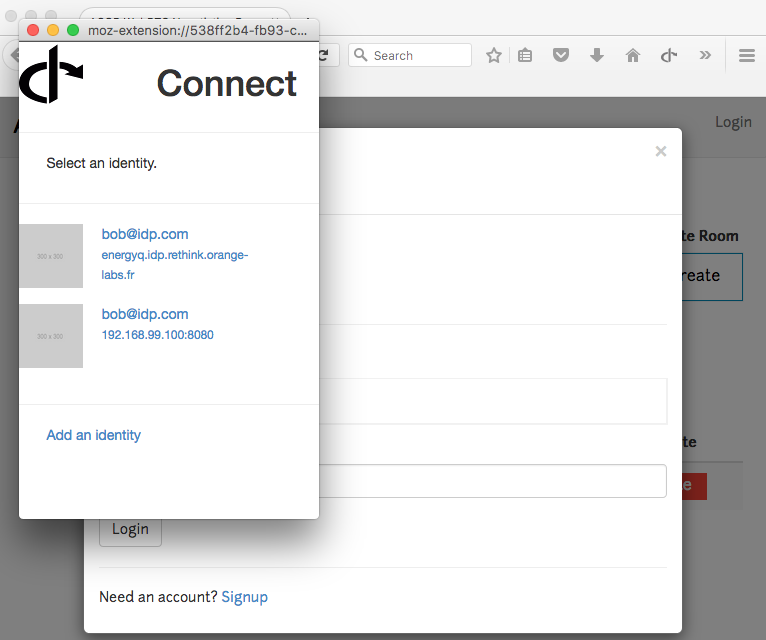 moz-extension://538ff2b4-fb93-c...
Search
Connect
Login
×
Select an identity.
te Room
reate
bob@idp.com
energyq.idp.rethink.orange-
labs.fr
300 x 300
bob@idp.com
192.168.99.100:8080
300 x 300
Add an identity
te
e
Login
Need an account? Signup